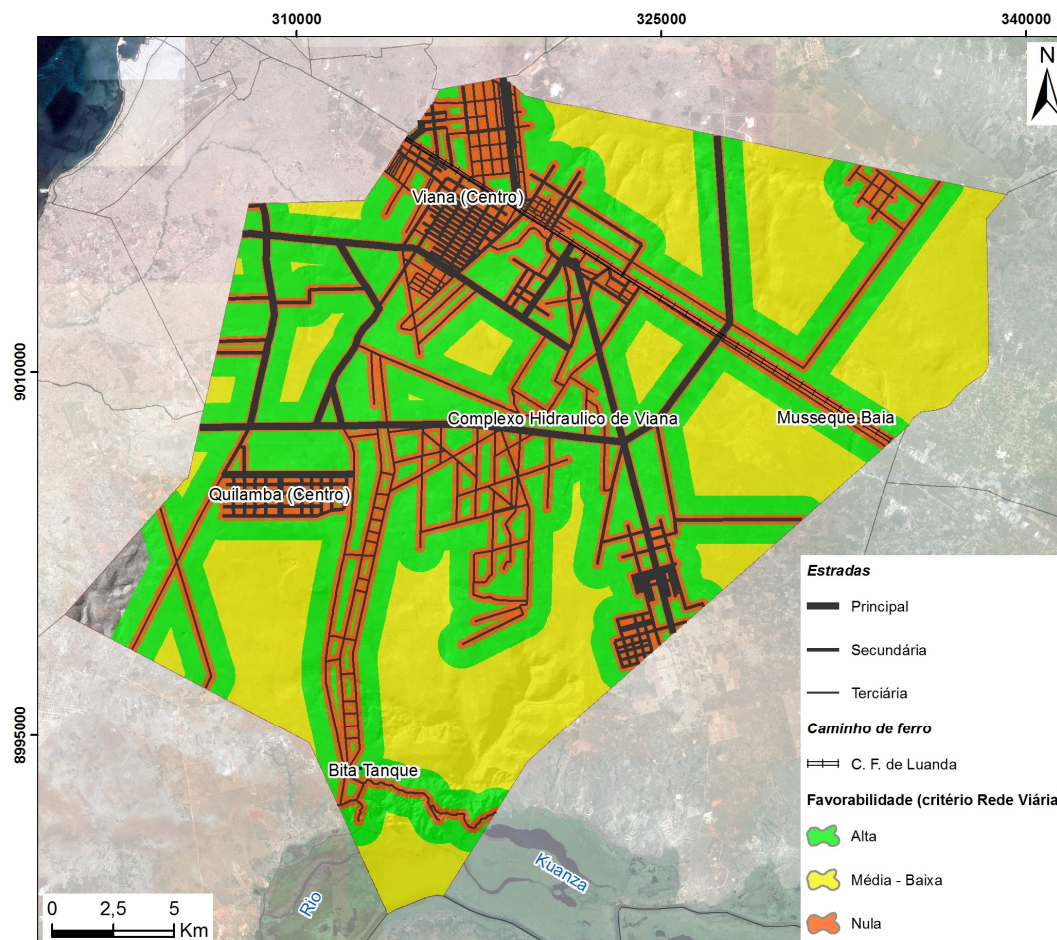 310000
325000
340000
N
9010000
8995000
Viana (Centro)
Complexo Hidraulico de Viana
Musseque Baia
Quilamba (Centro)
Bita Tanque
Rio
Kuanza
0
2,5
5
Km
Estradas
Principal
Secundária
Terciária
Caminho de ferro
C. F. de Luanda
Favorabilidade (critério Rede Viária
Alta
Média - Baixa
Nula